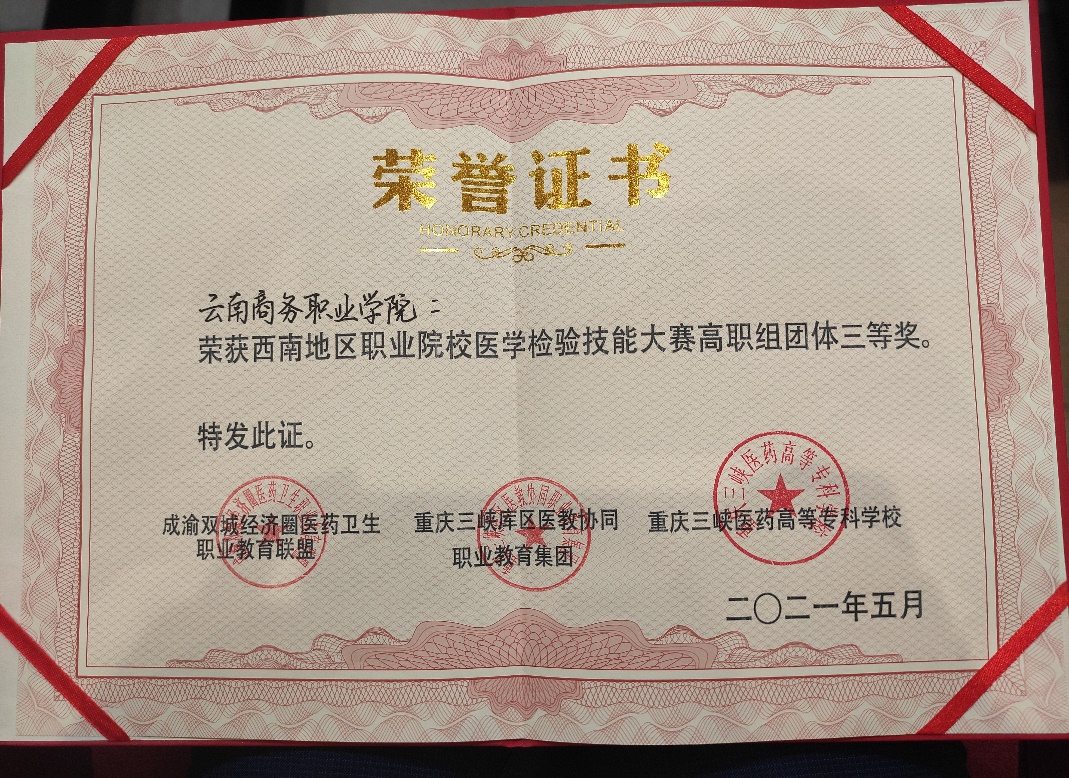 荣誉证书
HONORARY CREDENTIAL
云南商务职业学院：
荣获西南地区职业院校医学检验技能大赛高职组团体三等奖。
特发此证。
成渝双城经济圈医药卫生
职业教育联盟
重庆三峡库区医教协同
职业教育集团
重庆三峡医药高等专科学校
二〇二一年五月